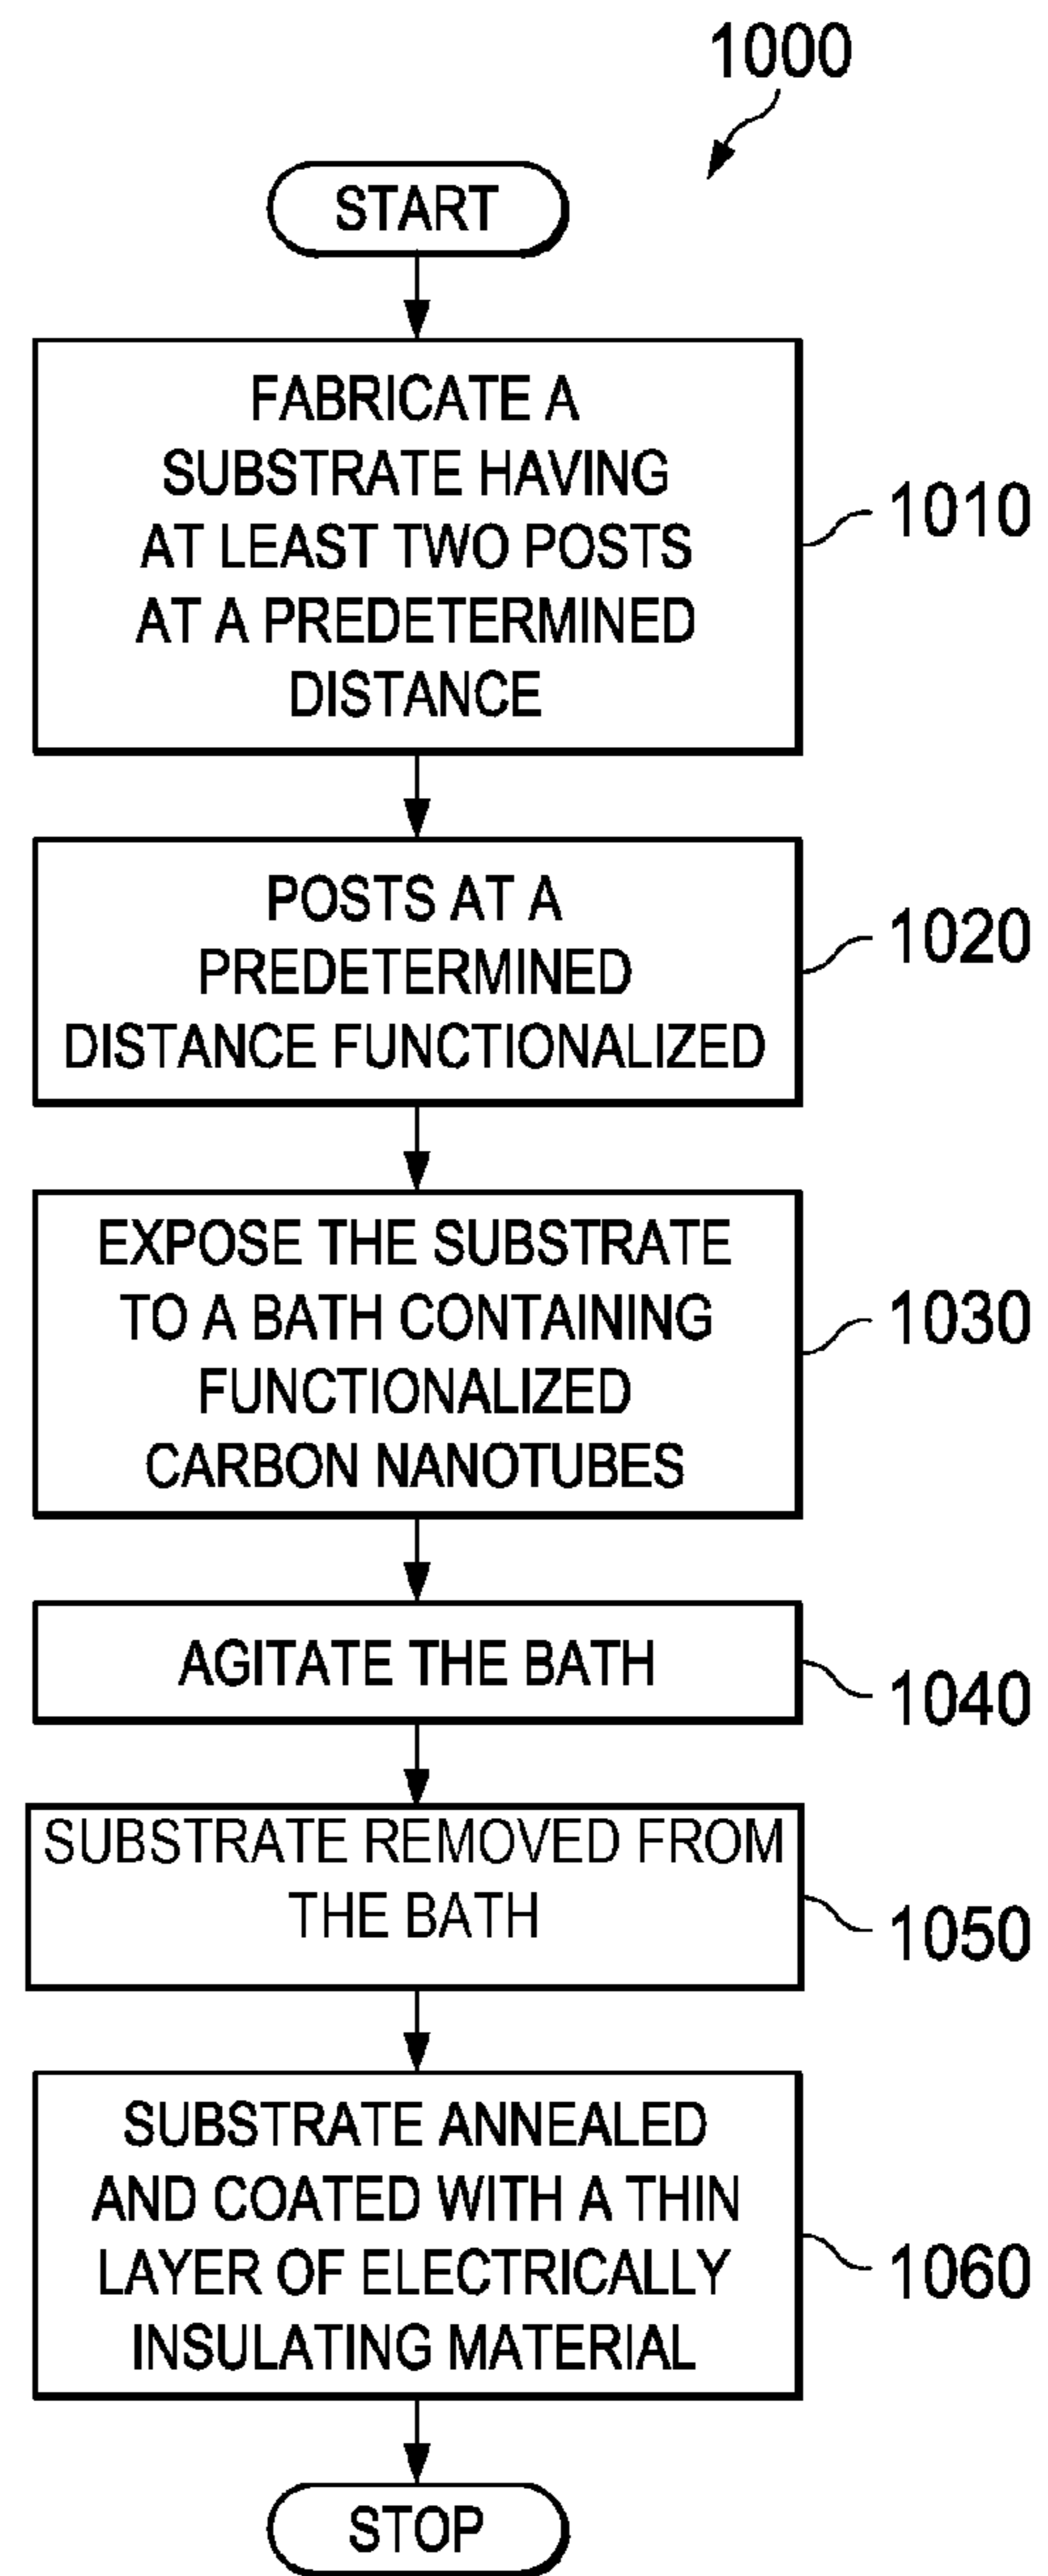 1000
START
FABRICATE A
SUBSTRATE HAVING
AT LEAST TWO POSTS
AT A PREDETERMINED
DISTANCE
1010
POSTS AT A
PREDETERMINED
DISTANCE FUNCTIONALIZED
1020
EXPOSE THE SUBSTRATE
TO A BATH CONTAINING
FUNCTIONALIZED
CARBON NANOTUBES
1030
AGITATE THE BATH
1040
SUBSTRATE REMOVED FROM
THE BATH
1050
SUBSTRATE ANNEALED
AND COATED WITH A THIN
LAYER OF ELECTRICALLY
INSULATING MATERIAL
1060
STOP